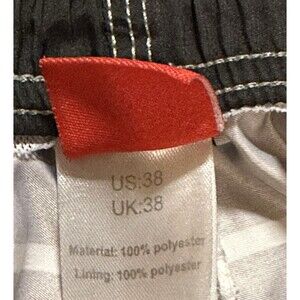 US:38
UK:38
Material: 100% polyester
Lining: 100% polyester